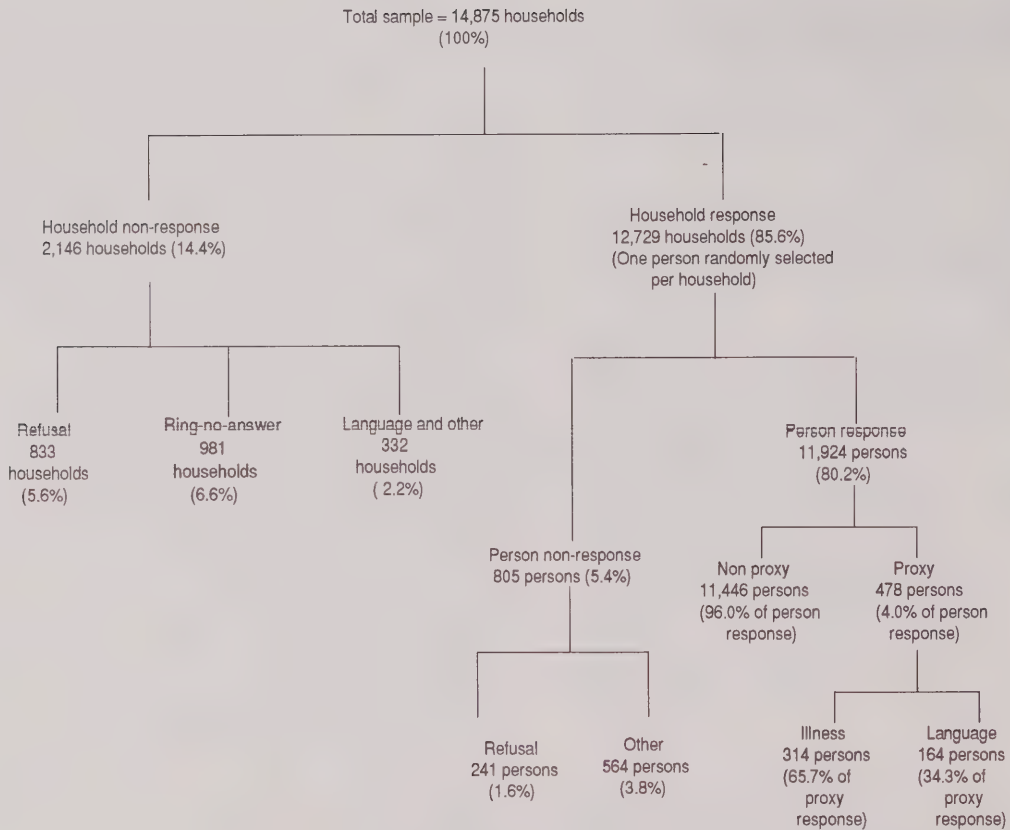 Total sample = 14,875 households
(100%)
Household non-response
2,146 households (14.4%)
Household response
12,729 households (85.6%)
(One person randomly selected
per household)
Refusal
833
households
(5.6%)
Ring-no-answer
981
households
(6.6%)
Language and other
332
households
( 2.2%)
Person response
11,924 persons
(80.2%)
Person non-response
805 persons (5.4%)
Non proxy
11,446 persons
(96.0% of person
response)
Proxy
478 persons
(4.0% of person
response)
Refusal
241 persons
(1.6%)
Other
564 persons
(3.8%)
Illness
314 persons
(65.7% of
proxy
response)
Language
164 persons
(34.3% of
proxy
response)